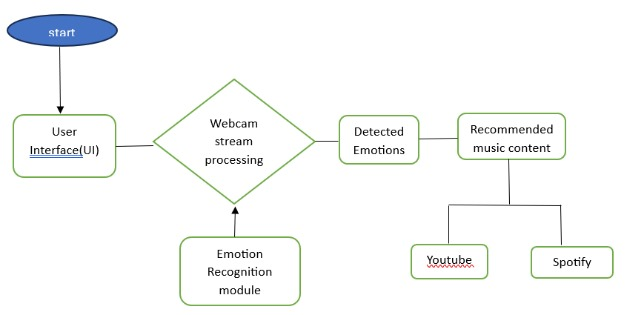 start
User
Interface(UI)
Webcam
stream
processing
Detected
Emotions
Recommended
music content
Emotion
Recognition
module
Youtube
Spotify